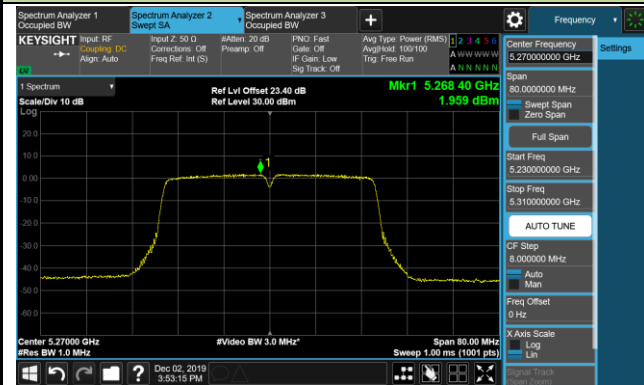 Spectrum Analyzer 1
Occupied BW
Spectrum Analyzer 2
Swept SA
Spectrum Analyzer 3
Occupied BW
+
Frequency
KEYSIGHT
Input: RF
Coupling: DC
Align: Auto
Input Z: 50 Ω
Corrections: Off
Freq Ref: Int (S)
#Atten: 20 dB
Preamp: Off
PNO: Fast
Gate: Off
IF Gain: Low
Sig Track: Off
Avg Type: Power (RMS)
Avg|Hold: 100/100
Trig: Free Run
1 2 3 4 5 6
A W W W W W
A N N N N N
1 Spectrum
Scale/Div 10 dB
Log
Ref Lvl Offset 23.40 dB
Ref Level 30.00 dBm
Mkr1 5.268 40 GHz
1.959 dBm
20.0
10.0
0.00
-10.0
-20.0
-30.0
-40.0
-50.0
-60.0
1
Center 5.27000 GHz
#Res BW 1.0 MHz
#Video BW 3.0 MHz*
Span 80.00 MHz
Sweep 1.00 ms (1001 pts)
Dec 02, 2019
3:53:15 PM
Center Frequency
5.27000000 GHz
Settings
Span
80.0000000 MHz
Swept Span
Zero Span
Full Span
Start Freq
5.23000000 GHz
Stop Freq
5.31000000 GHz
AUTO TUNE
CF Step
8.000000 MHz
Auto
Man
Freq Offset
0 Hz
X Axis Scale
Log
Lin
Signal Track
(Span Zoom)